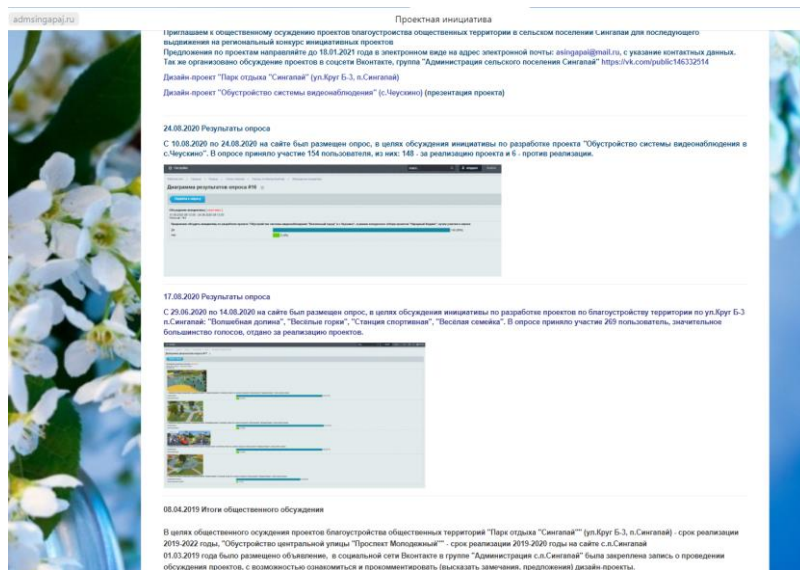 admsingapaj.ru
Проектная инициатива
Приглашаем к общественному обсуждению проектов благоустройства общественных территории в сельском поселении Сингапай для последующего
выдвижения на региональный конкурс инициативных проектов
Предложения по проектам направляйте до 18.01.2021 года в электронном виде на адрес электронной почты: asingapai@mail.ru, с указание контактных данных.
Так же организовано обсуждение проектов в соцсети Вконтакте, группа "Администрация сельского поселения Сингапай" https://vk.com/public146332514
Дизайн-проект "Парк отдыха "Сингапай" (ул.Круг Б-3, п.Сингапай)
Дизайн-проект "Обустройство системы видеонаблюдения" (с.Чеускино) (презентация проекта)
24.08.2020 Результаты опроса
С 10.08.2020 по 24.08.2020 на сайте был размещен опрос, в целях обсуждения инициативы по разработке проекта "Обустройство системы видеонаблюдения в
с.Чеускино". В опросе приняло участие 154 пользователя, из них: 148 - за реализацию проекта и 6 - против реализации.
Диаграмма результатов опроса #18
17.08.2020 Результаты опроса
С 29.06.2020 по 14.08.2020 на сайте был размещен опрос, в целях обсуждения инициативы по разработке проектов по благоустройству территории по ул.Круг Б-3
п.Сингапай: "Волшебная долина", "Веселые горки", "Станция спортивная", "Веселая семейка". В опросе приняло участие 269 пользователь, значительное
большинство голосов, отдано за реализацию проектов.
08.04.2019 Итоги общественного обсуждения
В целях общественного осуждения проектов благоустройства общественных территорий "Парк отдыха "Сингапай"" (ул.Круг Б-3, п.Сингапай) - срок реализации
2019-2022 годы, "Обустройство центральной улицы "Проспект Молодежный"" - срок реализации 2019-2020 годы на сайте с.п.Сингапай
01.03.2019 года было размещено объявление, в социальной сети Вконтакте в группе "Администрация с.п.Сингапай" была закреплена запись о проведении
обсуждения проектов, с возможностью ознакомиться и прокомментировать (высказать замечания, предложения) дизайн-проекты.